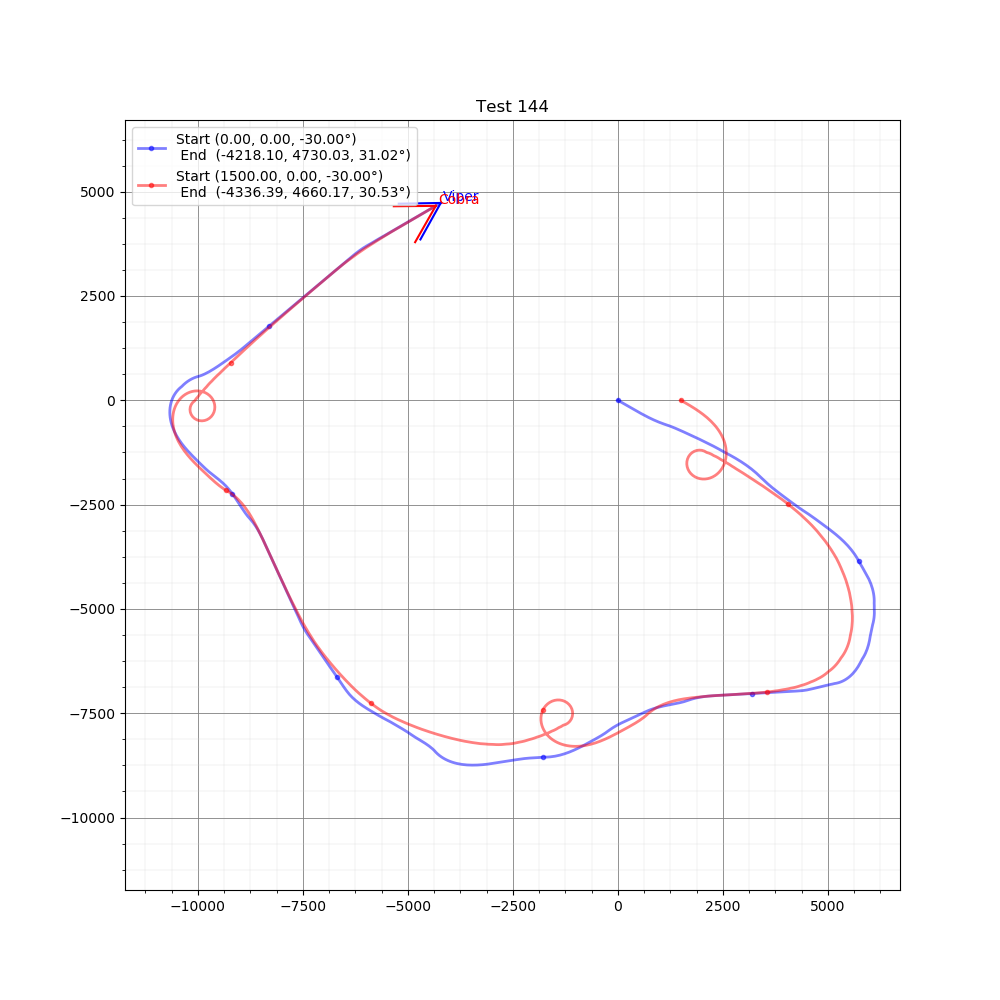 Test 144
Start (0.00, 0.00, -30.00°)
End  (-4218.10, 4730.03, 31.02°)
Start (1500.00, 0.00, -30.00°)
End  (-4336.39, 4660.17, 30.53°)
Viper
Cobra
5000
2500
0
−2500
−5000
−7500
−10000
−10000
−7500
−5000
−2500
0
2500
5000